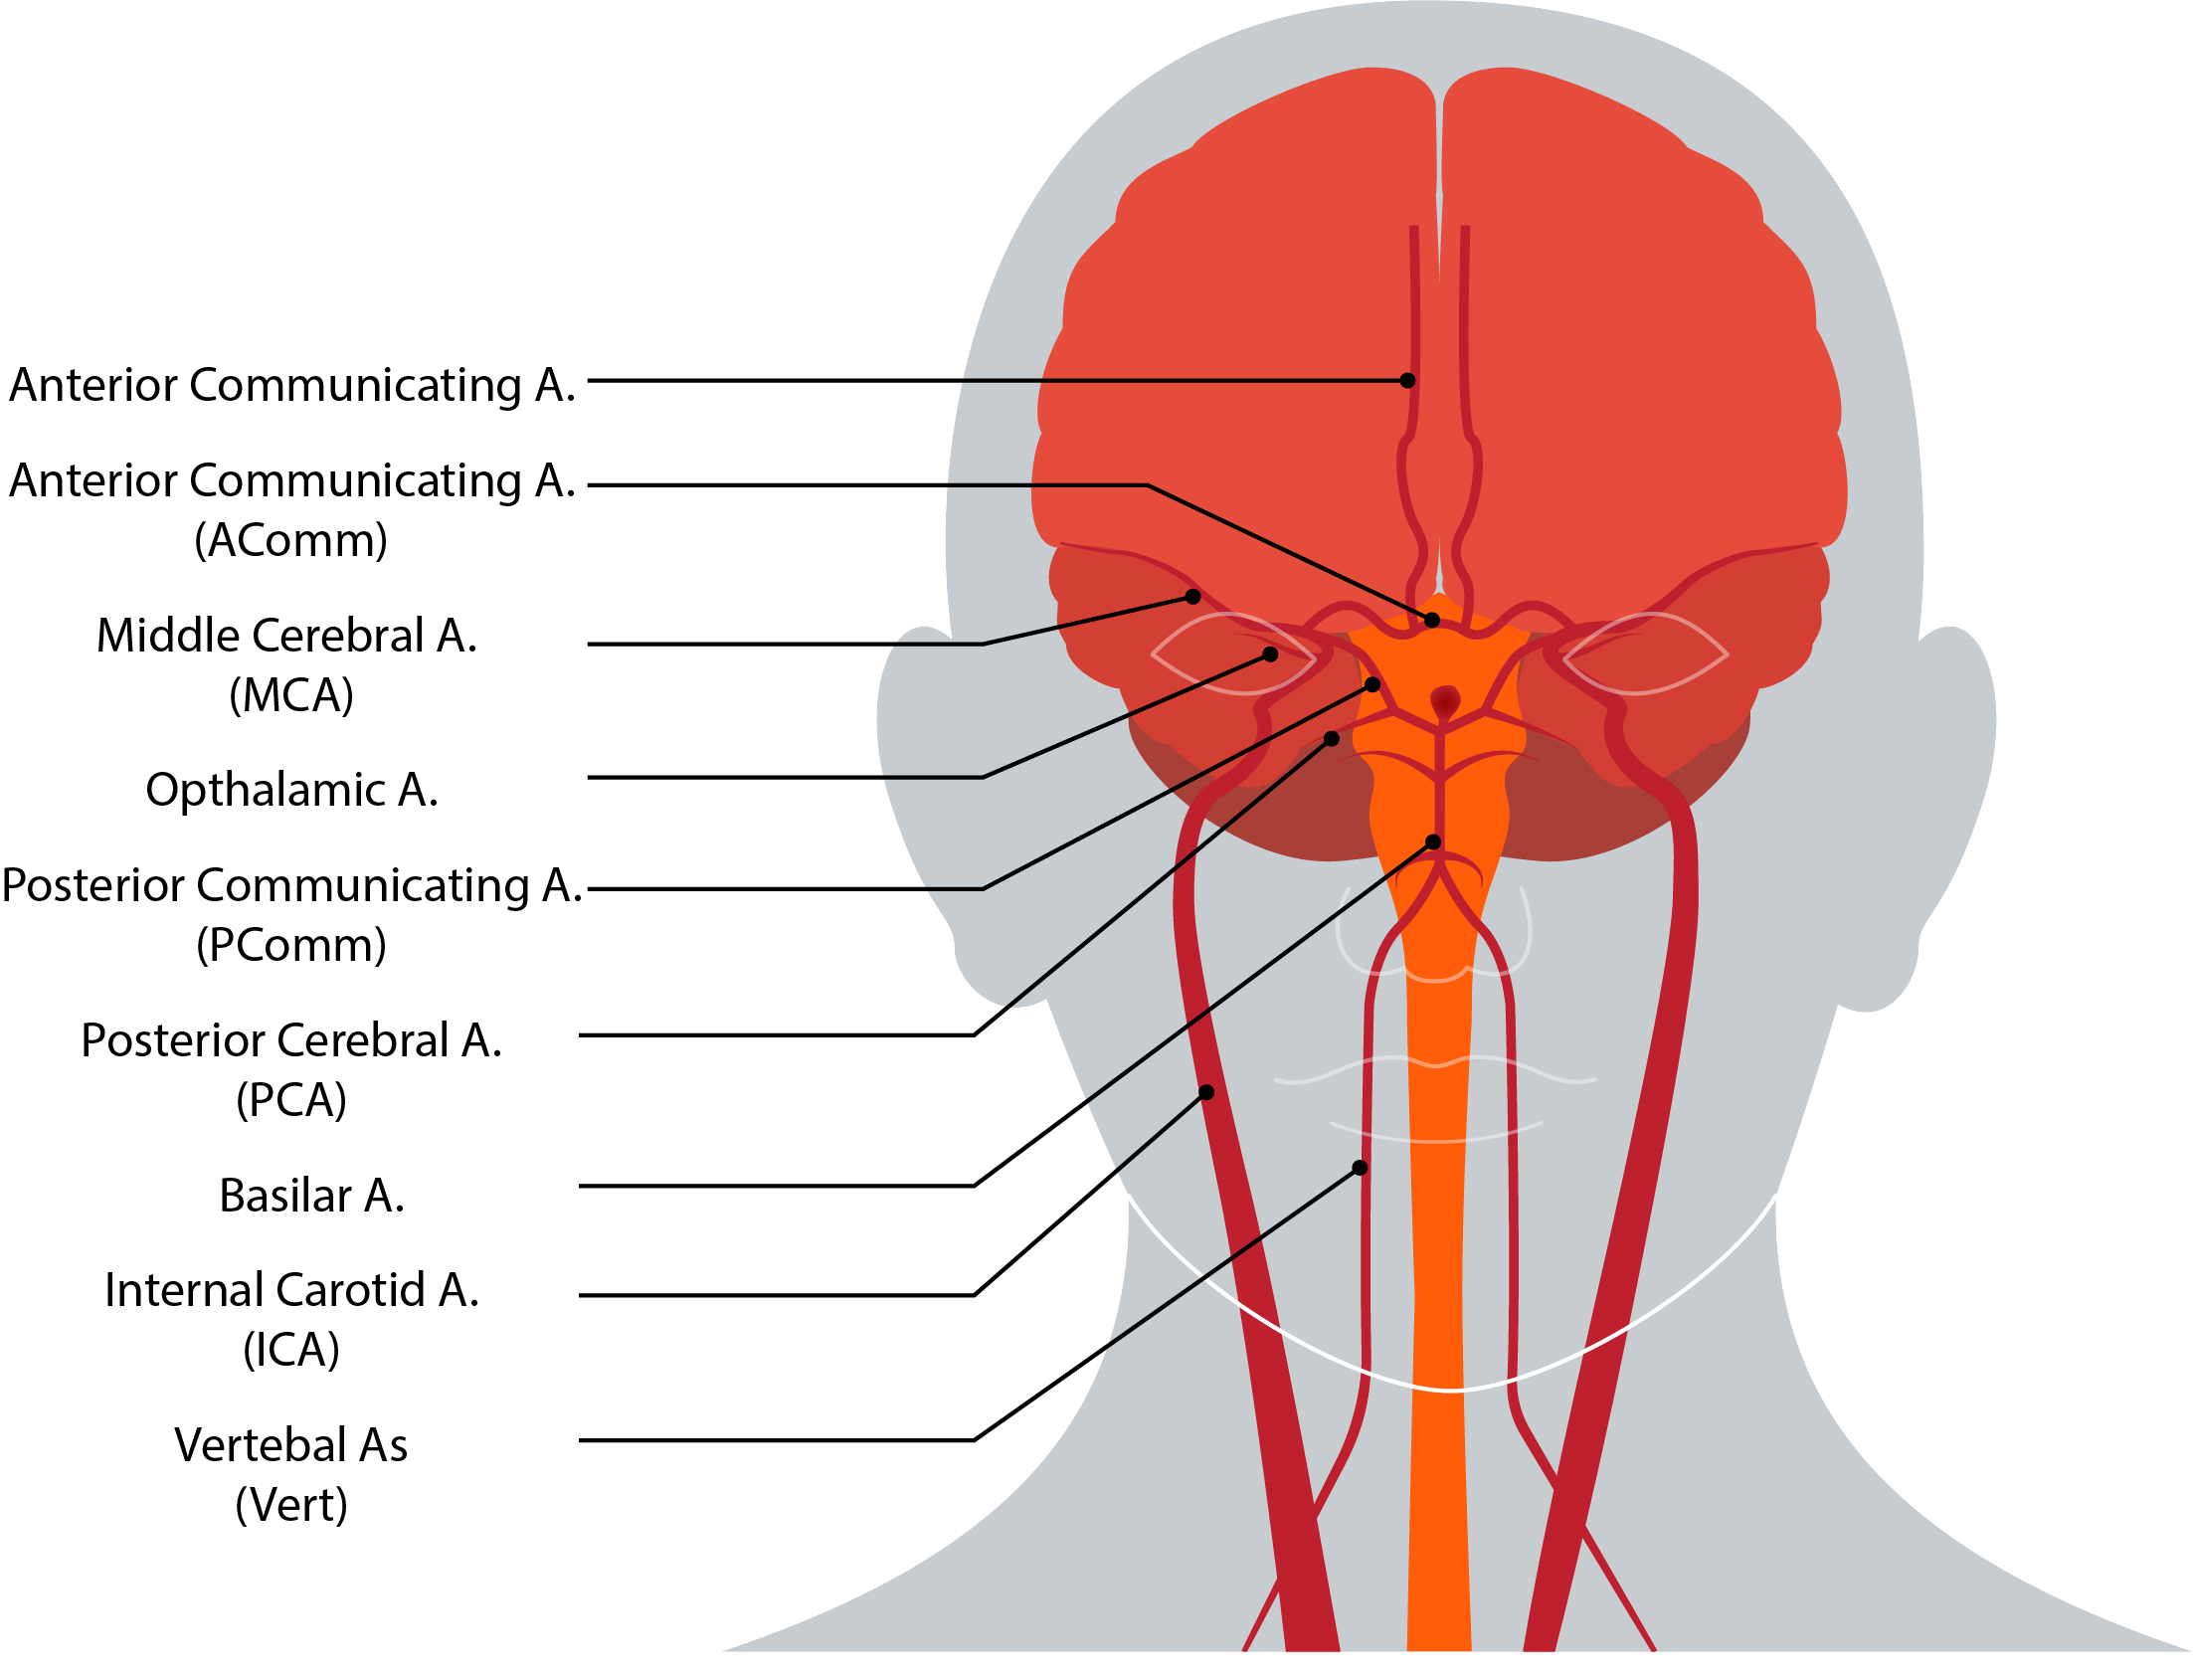 Anterior Communicating A.
Anterior Communicating A.
(AComm)
Middle Cerebral A.
(MCA)
Opthalamic A.
Posterior Communicating A.
(PComm)
Posterior Cerebral A.
(PCA)
Basilar A.
Internal Carotid A.
(ICA)
Vertebal As
(Vert)